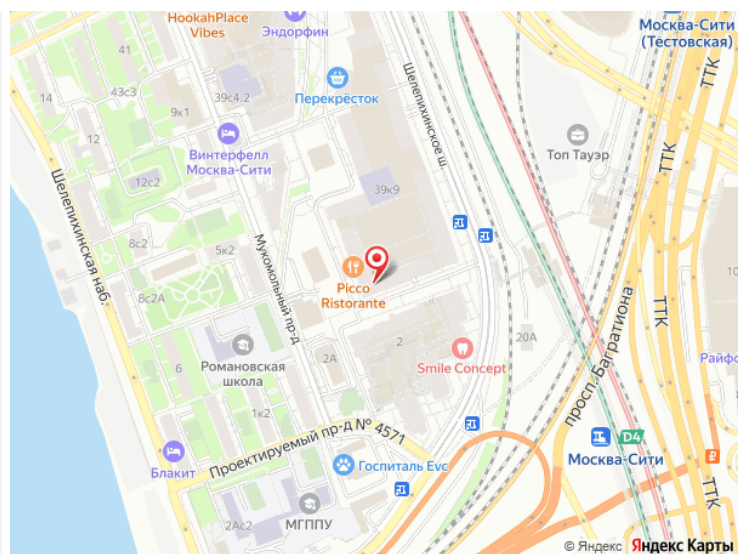 HookahPlace
Vibes
Эндорфин
Москва-Сити
(Тестовская)
ТТК
41
43с3
14
12
9к1
39с4.2
Перекрёсток
Шелепихинское ш.
ТТК
Винтерфелл
Москва-Сити
Топ Тауэр
12с2
39к9
Шелепихинская наб.
8с2
5к2
Мукомольный пр-д
8с2А
Picco
Ristorante
ТТК
просп. Багратиона
20А
2
2А
Smile Concept
Райфф
Романовская
школа
6
1к2
Проектируемый пр-д № 4571
D4
Москва-Сити
Блакит
Госпиталь Evc
2Ас2
МГППУ
ТТК
© Яндекс Яндекс Карты